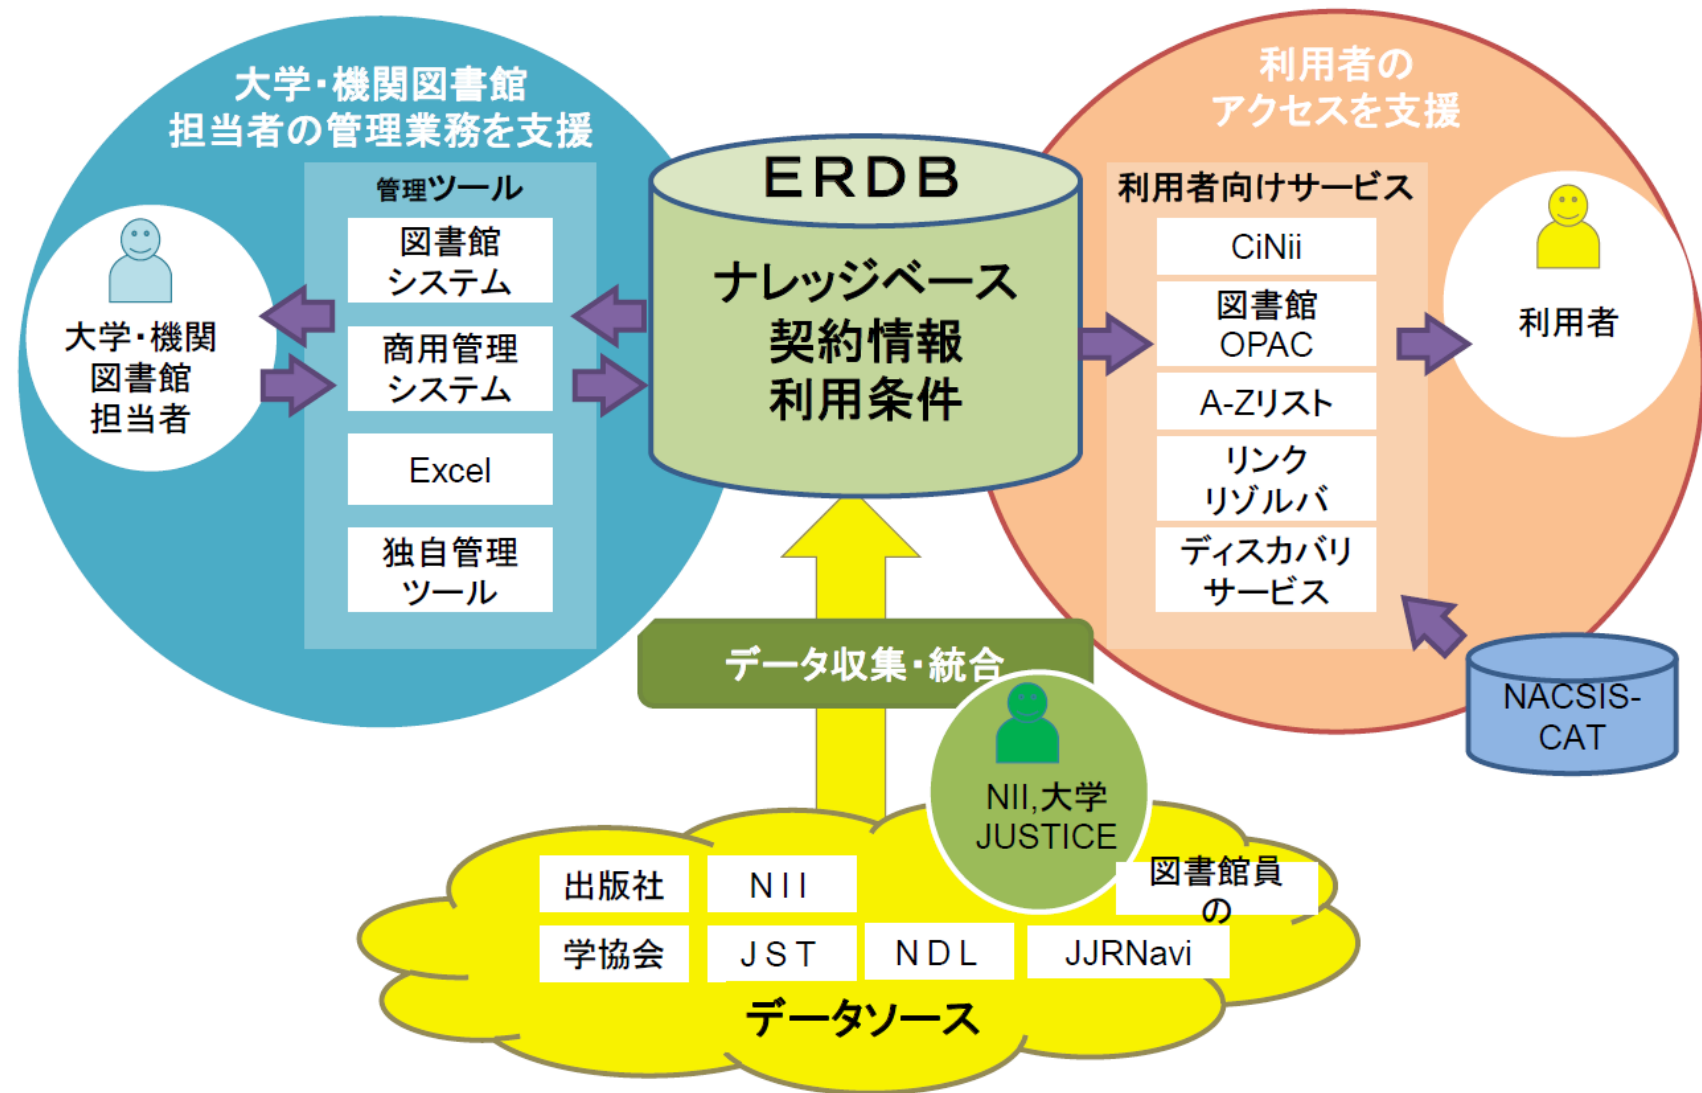 大学・機関図書館
担当者の管理業務を支援
管理ツール
図書館
システム
商用管理
システム
Excel
独自管理
ツール
大学・機関
図書館
担当者
ERDB
ナレッジベース
契約情報
利用条件
利用者の
アクセスを支援
利用者向けサービス
CiNii
図書館
OPAC
A-Zリスト
リンク
リゾルバ
ディスカバリ
サービス
利用者
NACSIS-
CAT
データ収集・統合
NII,大学
JUSTICE
出版社
NII
図書館員
の
学協会
JST
NDL
JJRNavi
データソース